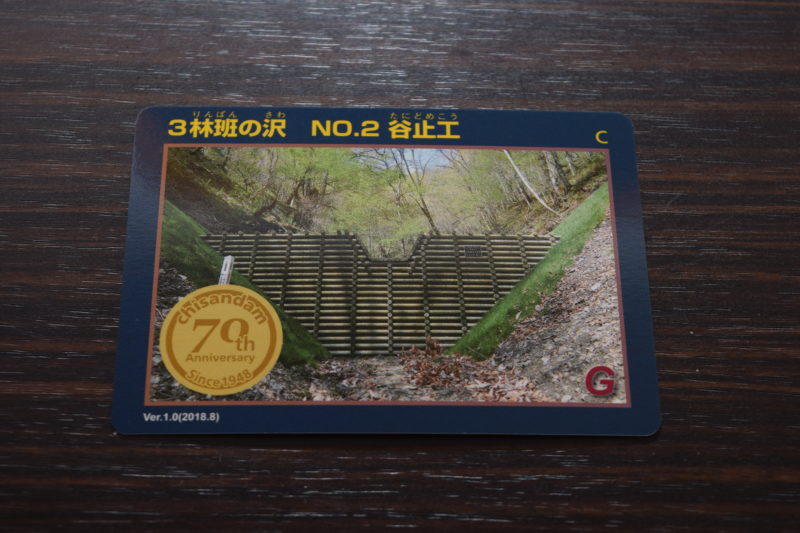 りんぱん さわ たにどめこう
3林班の沢 NO.2 谷止工
C
chisandam
70th
Anniversary
Since1948
G
Ver.1.0(2018.8)